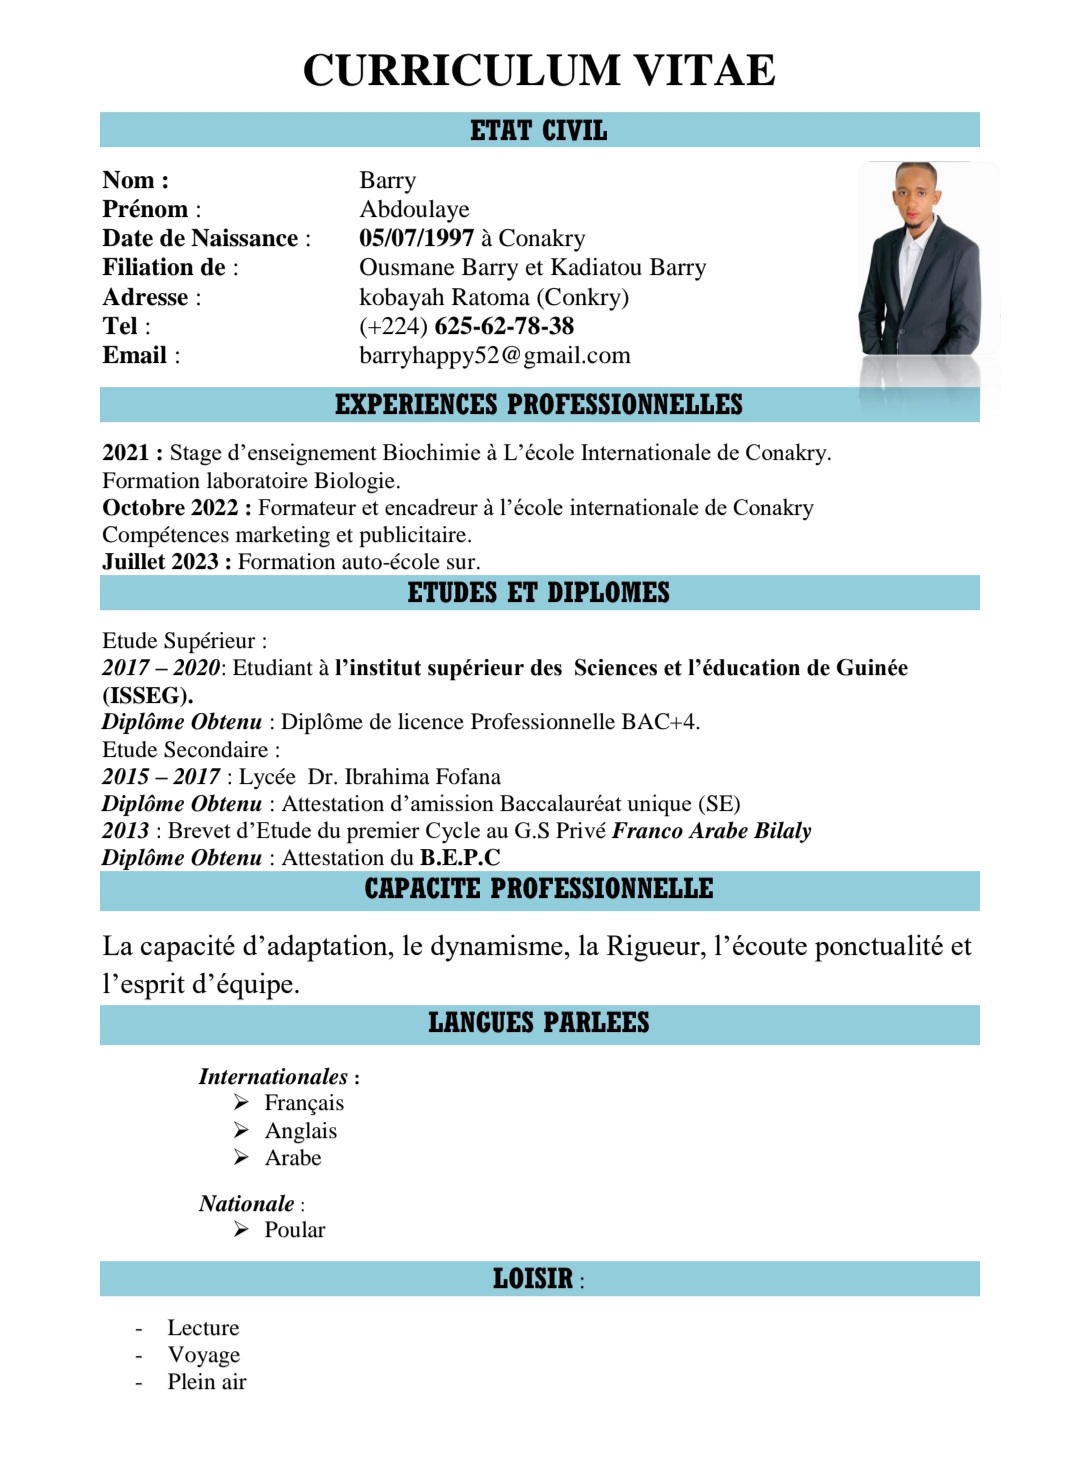 CURRICULUM VITAE
ETAT CIVIL
Nom : Barry
Prénom : Abdoulaye
Date de Naissance : 05/07/1997 à Conakry
Filiation de : Ousmane Barry et Kadiatou Barry
Adresse : kobayah Ratoma (Conkry)
Tel : (+224) 625-62-78-38
Email : barryhappy52@gmail.com
EXPERIENCES PROFESSIONNELLES
2021 : Stage d’enseignement Biochimie à L’école Internationale de Conakry.
Formation laboratoire Biologie.
Octobre 2022 : Formateur et encadreur à l’école internationale de Conakry
Compétences marketing et publicitaire.
Juillet 2023 : Formation auto-école sur.
ETUDES ET DIPLOMES
Etude Supérieur :
2017 – 2020: Etudiant à l’institut supérieur des Sciences et l’éducation de Guinée
(ISSEG).
Diplôme Obtenu : Diplôme de licence Professionnelle BAC+4.
Etude Secondaire :
2015 – 2017 : Lycée Dr. Ibrahima Fofana
Diplôme Obtenu : Attestation d’amission Baccalauréat unique (SE)
2013 : Brevet d’Etude du premier Cycle au G.S Privé Franco Arabe Bilaly
Diplôme Obtenu : Attestation du B.E.P.C
CAPACITE PROFESSIONNELLE
La capacité d’adaptation, le dynamisme, la Rigueur, l’écoute ponctualité et
l’esprit d’équipe.
LANGUES PARLEES
Internationales :
➢ Français
➢ Anglais
➢ Arabe
Nationale :
➢ Poular
LOISIR :
- Lecture
- Voyage
- Plein air